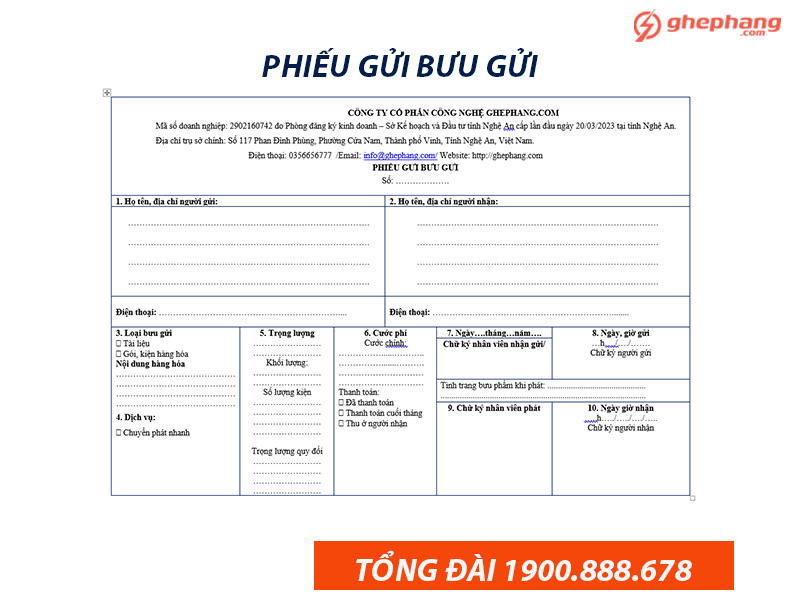 ghephang
.com
PHIẾU GỬI BƯU GỬI
CÔNG TY CỔ PHẦN CÔNG NGHỆ GHEPHANG.COM
Mã số doanh nghiệp: 2902160742 do Phòng đăng ký kinh doanh – Sở Kế hoạch và Đầu tư tỉnh Nghệ An cấp lần đầu ngày 20/03/2023 tại tỉnh Nghệ An.
Địa chỉ trụ sở chính: Số 117 Phan Đình Phùng, Phường Cửa Nam, Thành phố Vinh, Tỉnh Nghệ An, Việt Nam.
Điện thoại: 0356656777 /Email: info@ghephang.com/ Website: http://ghephang.com
PHIẾU GỬI BƯU GỬI
Số: ………………
1. Họ tên, địa chỉ người gửi:
2. Họ tên, địa chỉ người nhận:
Điện thoại: …………………………………………………………
Điện thoại: …………………………………………………………
3. Loại bưu gửi
☐ Tài liệu
☐ Gói, kiện hàng hóa
Nội dung hàng hóa
4. Dịch vụ:
☐ Chuyển phát nhanh
5. Trọng lượng
Khối lượng:
Số lượng kiện
Trọng lượng quy đổi
6. Cước phí
Cước chính:
Thanh toán:
☐ Đã thanh toán
☐ Thanh toán cuối tháng
☐ Thu ở người nhận
7. Ngày….tháng…năm….
Chữ ký nhân viên nhận gửi/
8. Ngày, giờ gửi
…h…./…./…….
Chữ ký người gửi
Tình trạng bưu phẩm khi phát: ................................................
9. Chữ ký nhân viên phát
10. Ngày giờ nhận
…..h…./…../…./…..
Chữ ký người nhận
TỔNG ĐÀI 1900.888.678